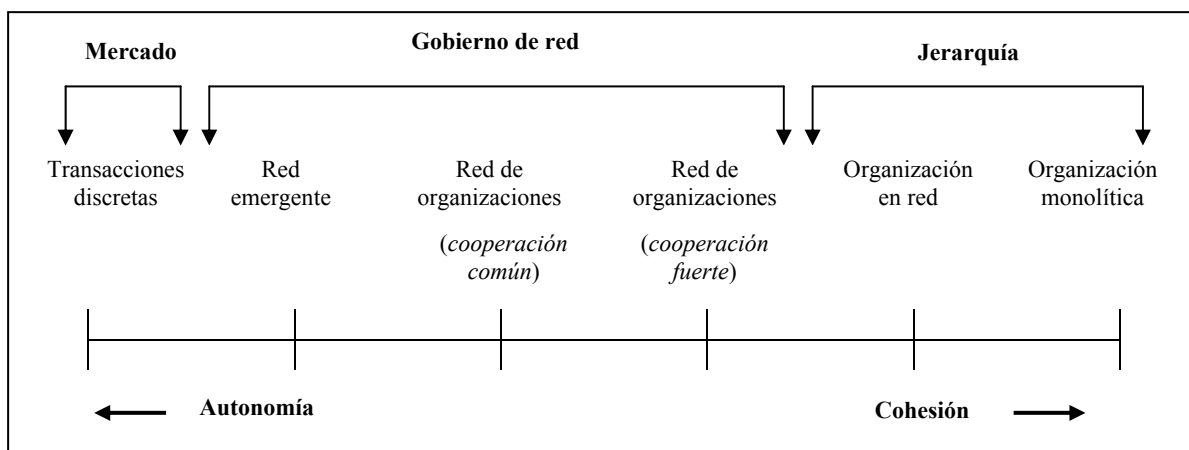 Mercado
Gobierno de red
Jerarquía
Transacciones
discretas
Red
emergente
Red de
organizaciones
(cooperación
común)
Red de
organizaciones
(cooperación
fuerte)
Organización
en red
Organización
monolítica
Autonomía
Cohesión